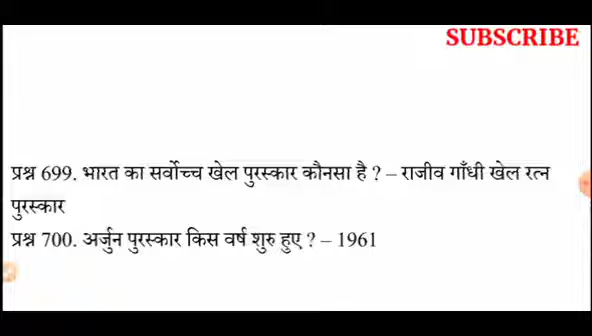 SUBSCRIBE
प्रश्न 699. भारत का सर्वोच्च खेल पुरस्कार कौनसा है ? – राजीव गाँधी खेल रत्न
पुरस्कार
प्रश्न 700. अर्जुन पुरस्कार किस वर्ष शुरु हुए ? – 1961